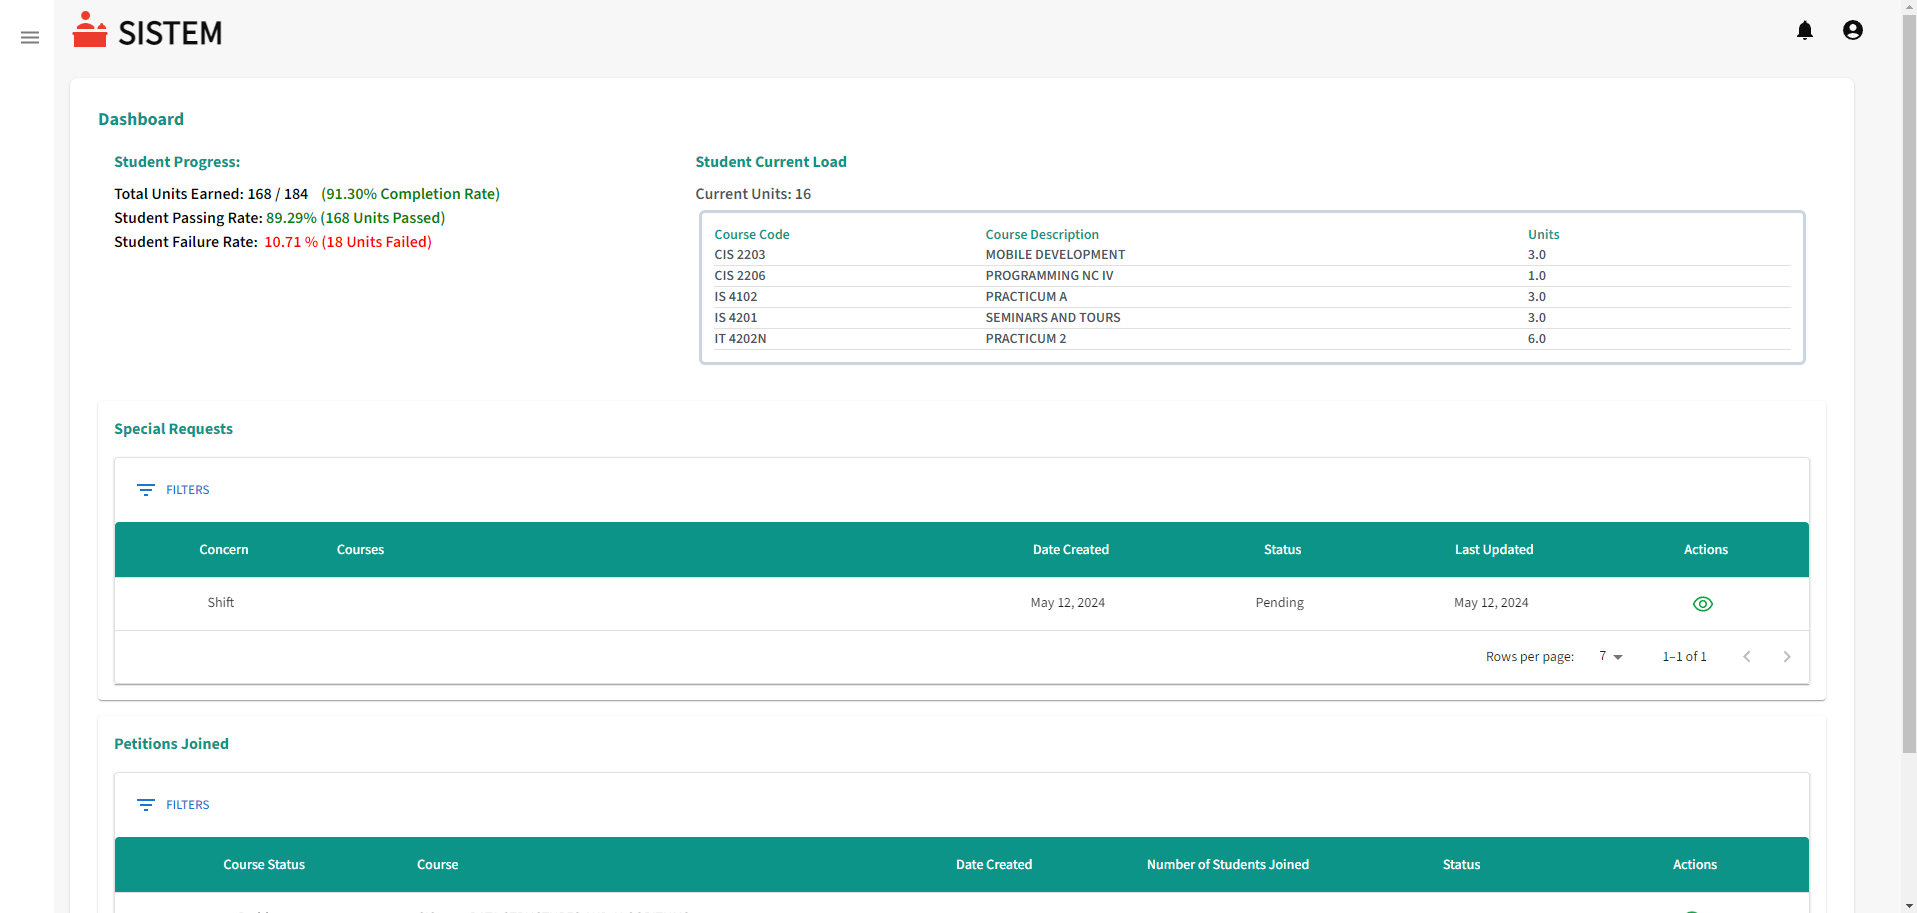 SISTEM
Dashboard
Student Progress:
Total Units Earned: 168 / 184 (91.30% Completion Rate)
Student Passing Rate: 89.29% (168 Units Passed)
Student Failure Rate: 10.71 % (18 Units Failed)
Student Current Load
Current Units: 16
Course Code Course Description Units
CIS 2203 MOBILE DEVELOPMENT 3.0
CIS 2206 PROGRAMMING NC IV 1.0
IS 4102 PRACTICUM A 3.0
IS 4201 SEMINARS AND TOURS 3.0
IT 4202N PRACTICUM 2 6.0
Special Requests
FILTERS
Concern Courses Date Created Status Last Updated Actions
Shift May 12, 2024 Pending May 12, 2024
Rows per page: 7 1–1 of 1
Petitions Joined
FILTERS
Course Status Course Date Created Number of Students Joined Status Actions